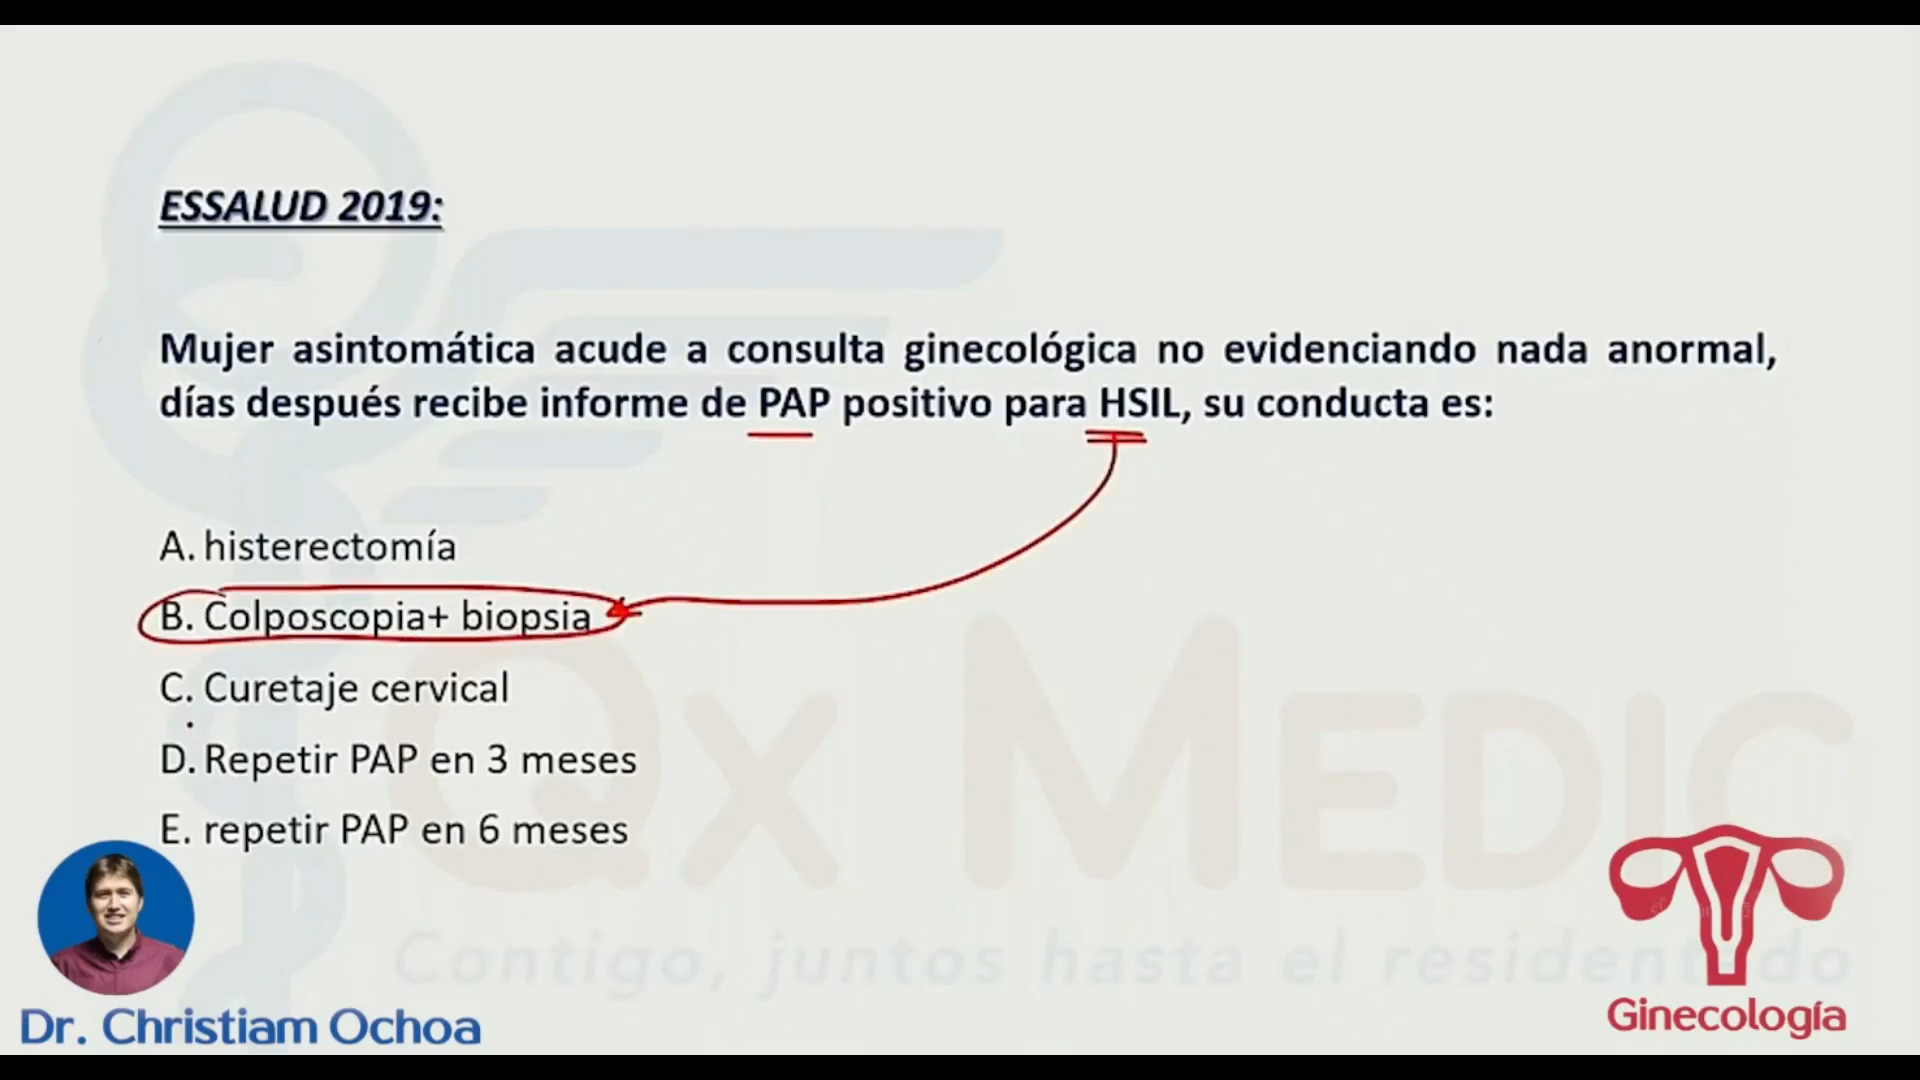 ESSALUD 2019:
Mujer asintomática acude a consulta ginecológica no evidenciando nada anormal,
días después recibe informe de PAP positivo para HSIL, su conducta es:
A. histerectomía
B. Colposcopia+ biopsia
C. Curetaje cervical
D. Repetir PAP en 3 meses
E. repetir PAP en 6 meses
Qx MEDIC
Contigo, juntos hasta el residentado
Dr. Christiam Ochoa
Ginecología